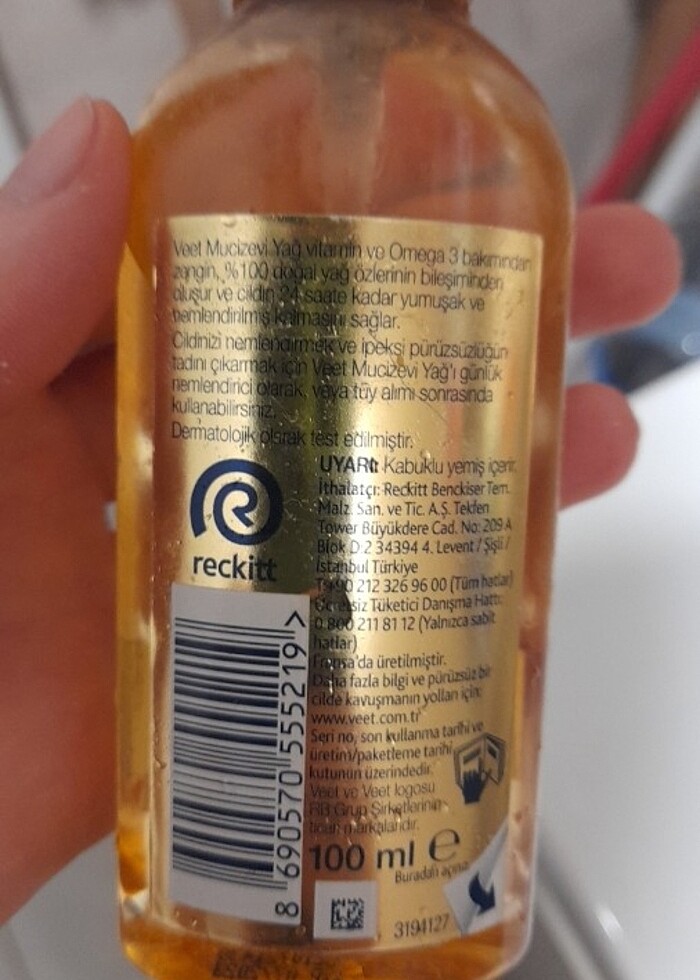 Veet Mucizevi Yağ vitamin ve Omega 3 bakımından
zengin, %100 doğal yağ özlerinin bileşiminden
oluşur ve cildin 24 saate kadar yumuşak ve
nemlendirilmiş kalmasını sağlar.
Cildinizi nemlendirmek ve ipeksi pürüzsüzlüğün
tadını çıkarmak için Veet Mucizevi Yağ'ı günlük
nemlendirici olarak, veya tüy alımı sonrasında
kullanabilirsiniz.
Dermatolojik olarak test edilmiştir.
UYARI: Kabuklu yemiş içerir.
İthalatçı: Reckitt Benckiser Tem.
Malz. San. ve Tic. A.Ş. Tekfen
Tower Büyükdere Cad. No: 209 A
Blok D:2 34394 4. Levent / Şişli /
İstanbul Türkiye
T:+90 212 326 96 00 (Tüm hatlar)
Ücretsiz Tüketici Danışma Hattı:
0 800 211 81 12 (Yalnızca sabit
hatlar)
Fransa'da üretilmiştir.
Daha fazla bilgi ve pürüzsüz bir
cilde kavuşmanın yolları için:
www.veet.com.tr
Seri no, son kullanma tarihi ve
üretim/paketleme tarihi
kutunun üzerindedir.
Veet ve Veet logosu
RB Grup Şirketlerinin
ticari markalarıdır.
reckitt
8 690570 555219 >
100 ml e
Buradan açınız
3194127